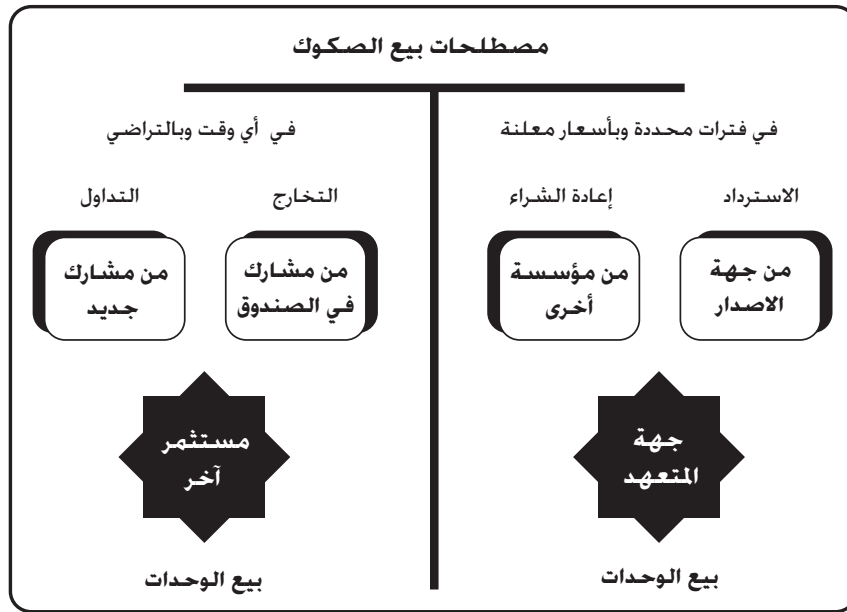 مصطلحات بيع الصكوك
في فترات محددة وبأسعار معلنة
في أي وقت وبالتراضي
الاسترداد
إعادة الشراء
التخارج
التداول
من جهة
الاصدار
من مؤسسة
أخرى
من مشارك
في الصندوق
من مشارك
جديد
جهة
المتعهد
مستثمر
آخر
بيع الوحدات
بيع الوحدات